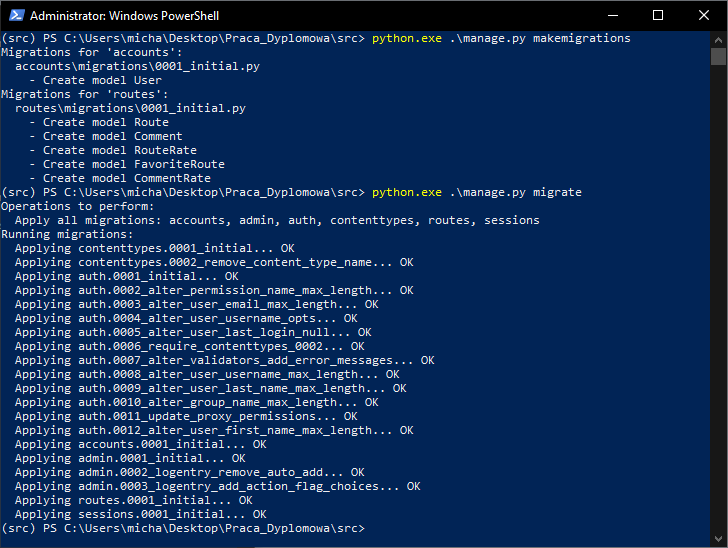 Administrator: Windows PowerShell
(src) PS C:\Users\micha\Desktop\Praca_Dyplomowa\src> python.exe .\manage.py makemigrations
Migrations for 'accounts':
  accounts\migrations\0001_initial.py
    - Create model User
Migrations for 'routes':
  routes\migrations\0001_initial.py
    - Create model Route
    - Create model Comment
    - Create model RouteRate
    - Create model FavoriteRoute
    - Create model CommentRate
(src) PS C:\Users\micha\Desktop\Praca_Dyplomowa\src> python.exe .\manage.py migrate
Operations to perform:
  Apply all migrations: accounts, admin, auth, contenttypes, routes, sessions
Running migrations:
  Applying contenttypes.0001_initial... OK
  Applying contenttypes.0002_remove_content_type_name... OK
  Applying auth.0001_initial... OK
  Applying auth.0002_alter_permission_name_max_length... OK
  Applying auth.0003_alter_user_email_max_length... OK
  Applying auth.0004_alter_user_username_opts... OK
  Applying auth.0005_alter_user_last_login_null... OK
  Applying auth.0006_require_contenttypes_0002... OK
  Applying auth.0007_alter_validators_add_error_messages... OK
  Applying auth.0008_alter_user_username_max_length... OK
  Applying auth.0009_alter_user_last_name_max_length... OK
  Applying auth.0010_alter_group_name_max_length... OK
  Applying auth.0011_update_proxy_permissions... OK
  Applying auth.0012_alter_user_first_name_max_length... OK
  Applying accounts.0001_initial... OK
  Applying admin.0001_initial... OK
  Applying admin.0002_logentry_remove_auto_add... OK
  Applying admin.0003_logentry_add_action_flag_choices... OK
  Applying routes.0001_initial... OK
  Applying sessions.0001_initial... OK
(src) PS C:\Users\micha\Desktop\Praca_Dyplomowa\src>